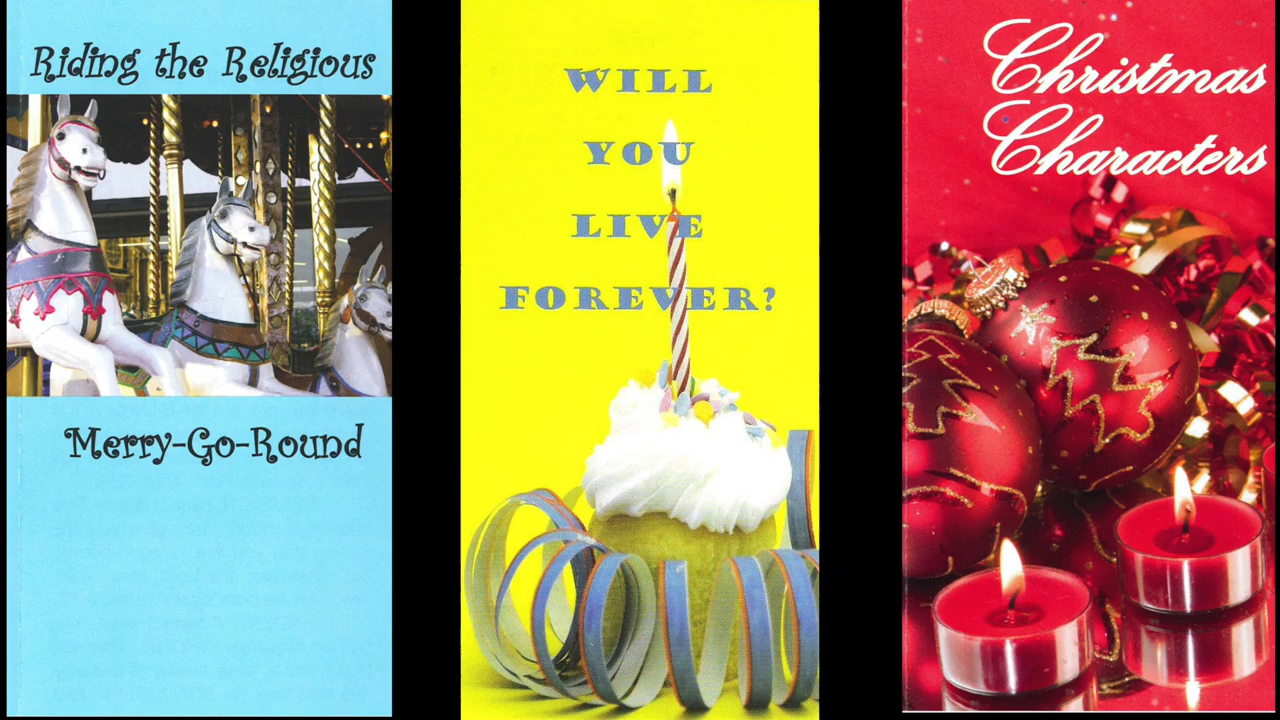 Riding the Religious
Merry-Go-Round
WILL
YOU
LIVE
FOREVER?
Christmas
Characters